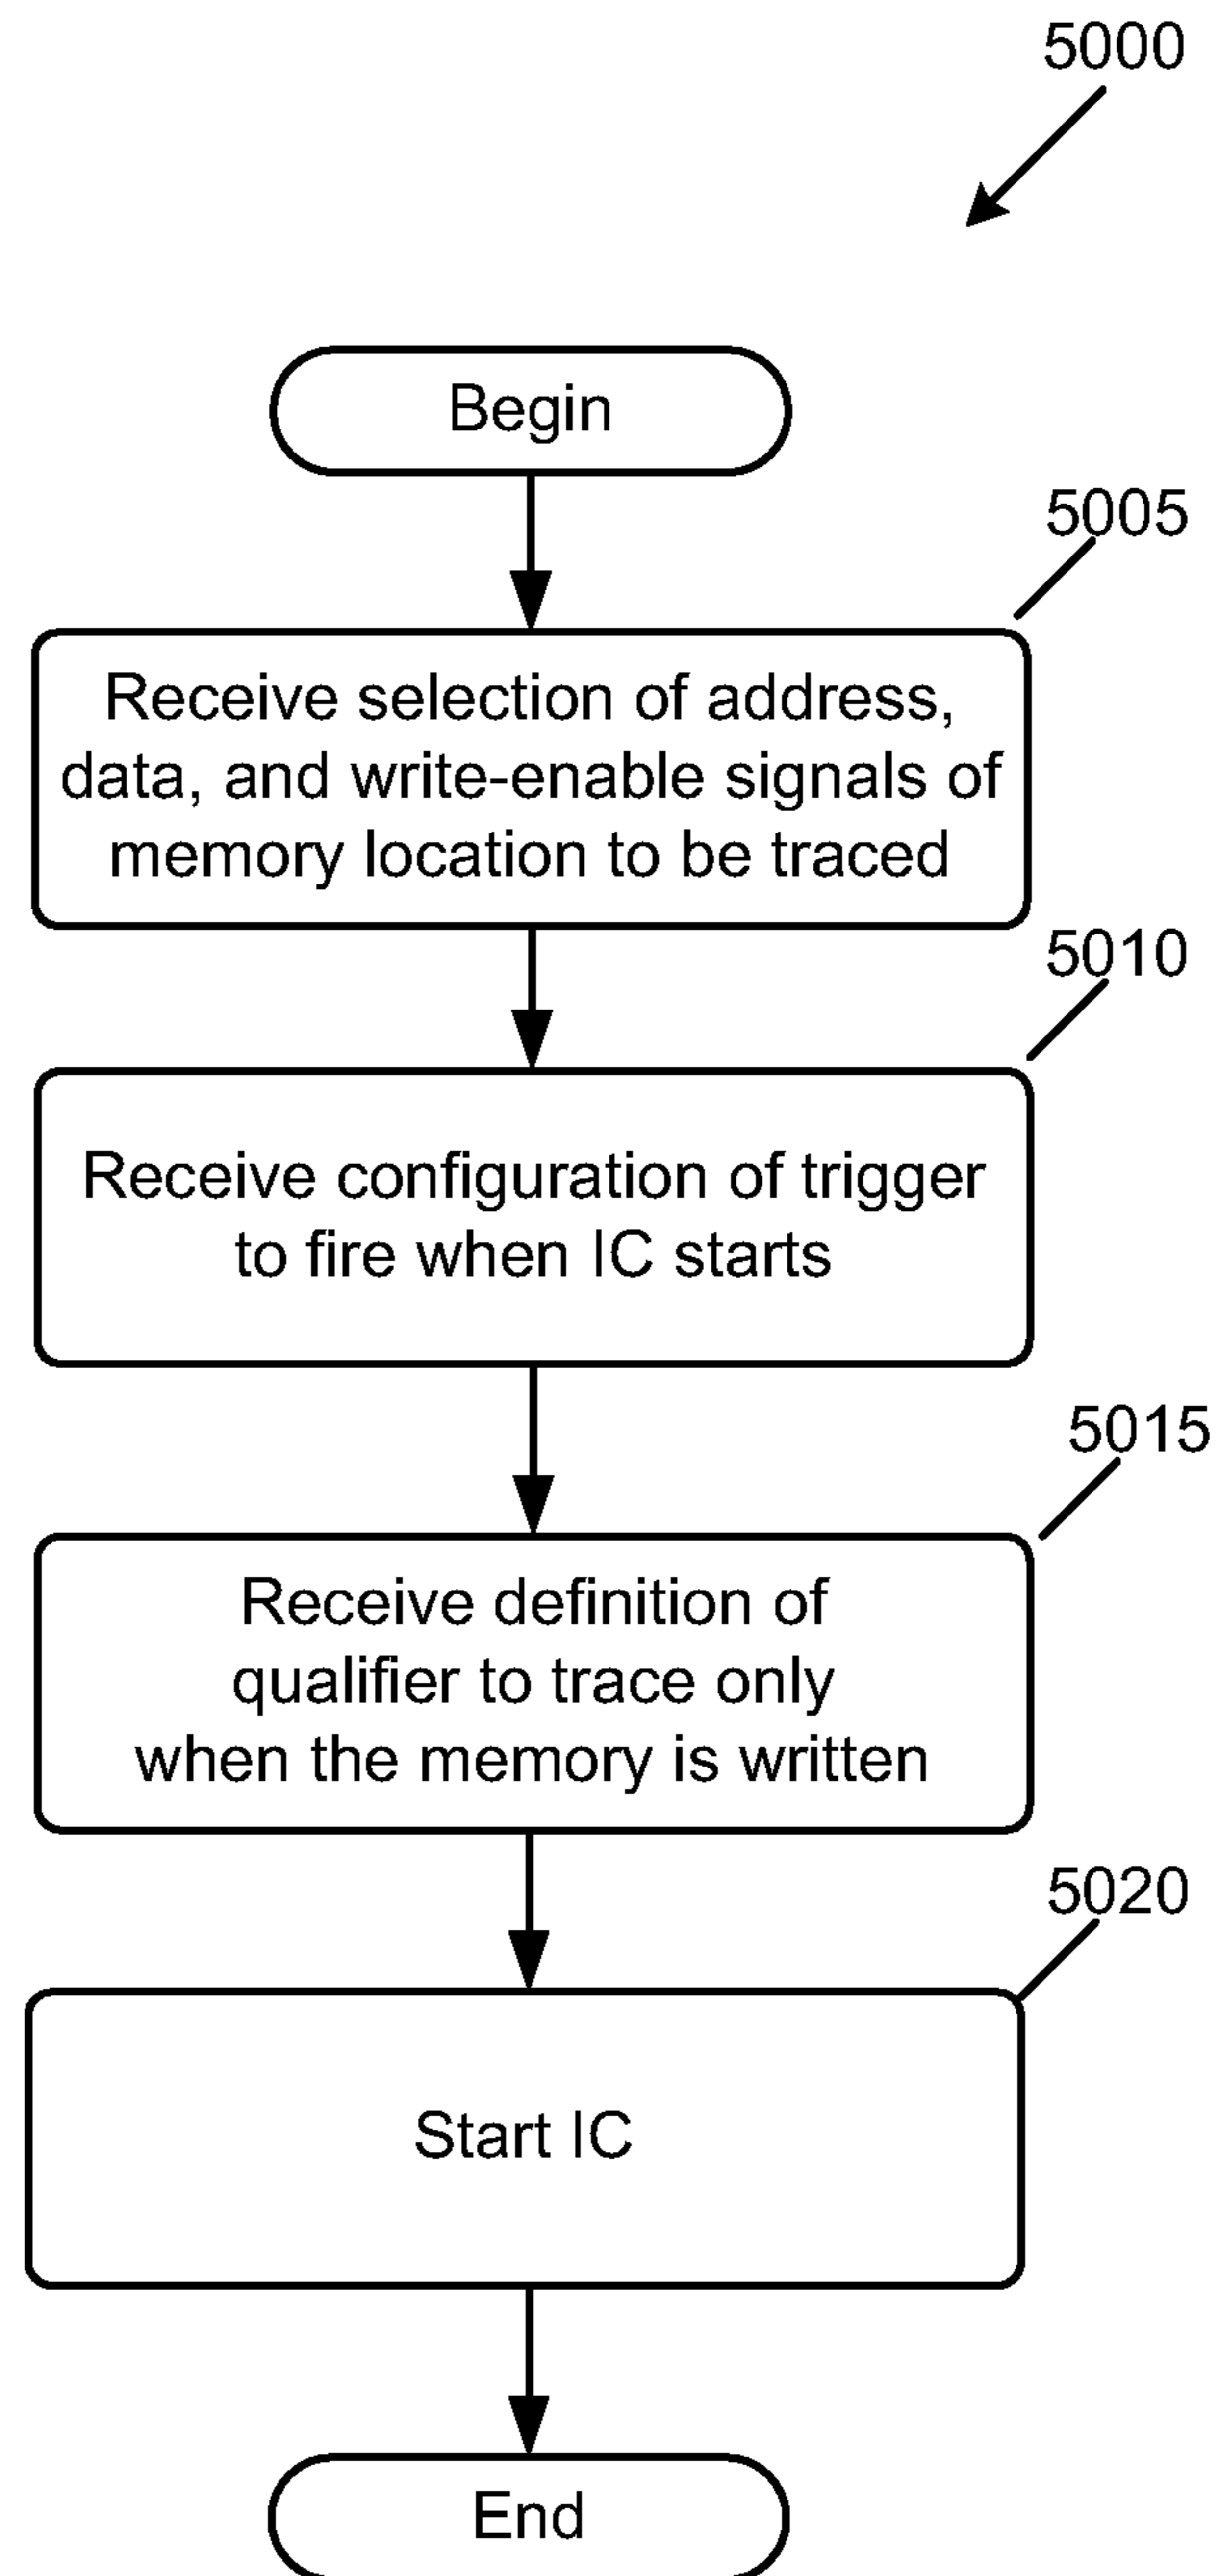 5000
Begin
5005
Receive selection of address,
data, and write-enable signals of
memory location to be traced
5010
Receive configuration of trigger
to fire when IC starts
5015
Receive definition of
qualifier to trace only
when the memory is written
5020
Start IC
End